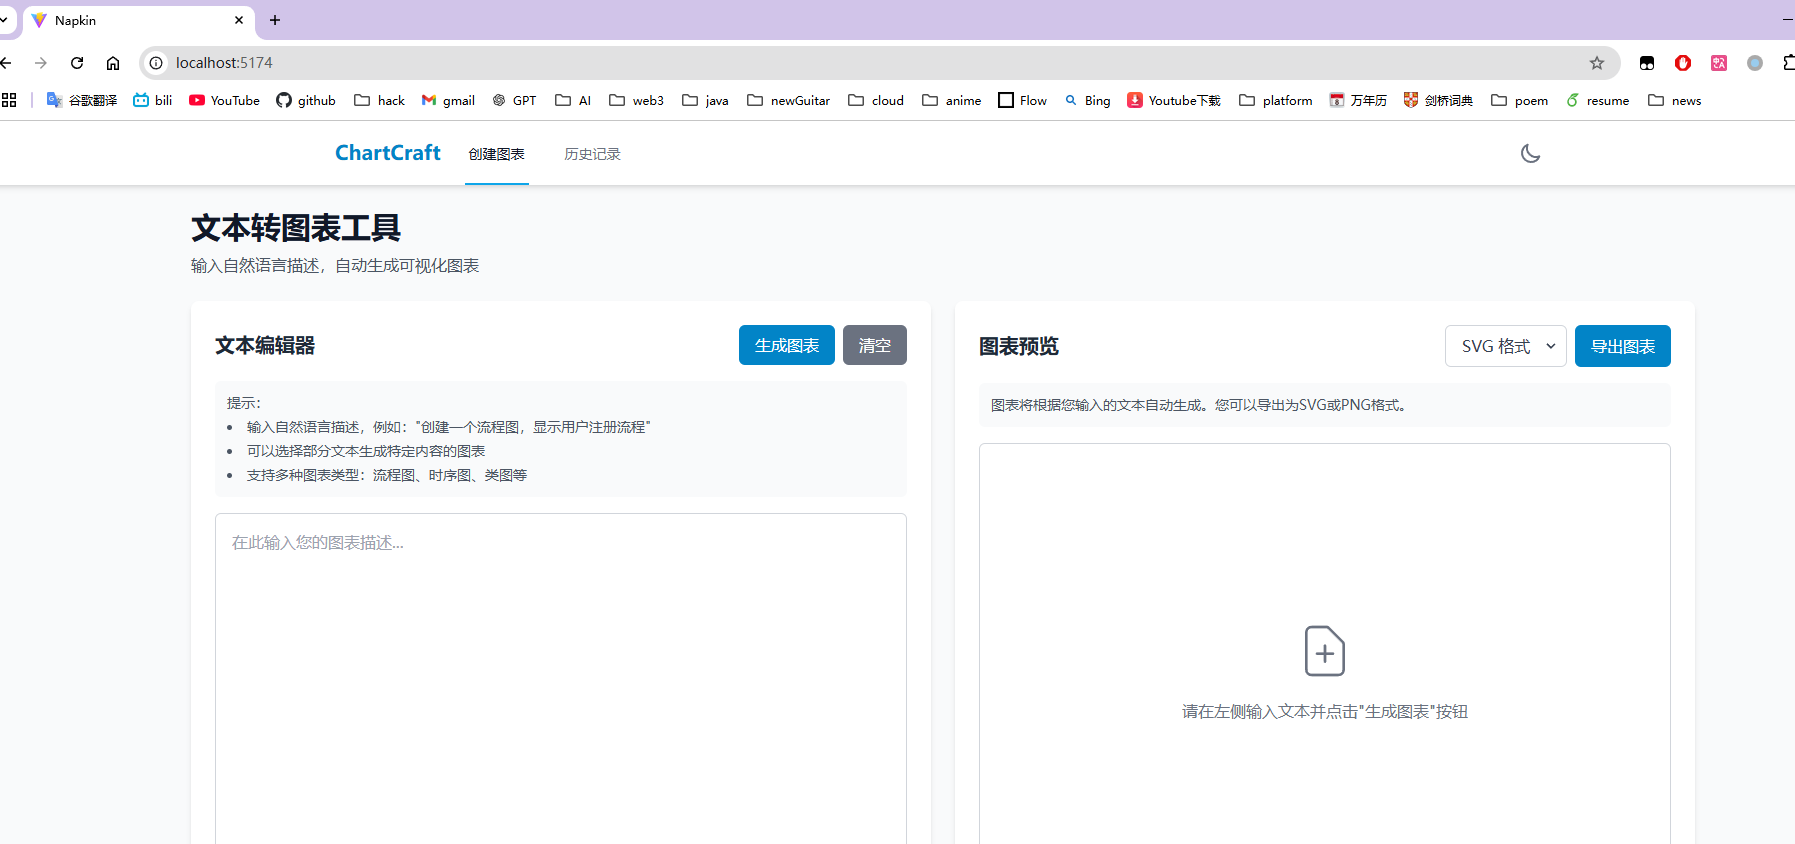 Napkin
localhost:5174
谷歌翻译 bili YouTube github hack gmail GPT AI web3 java newGuitar cloud anime Flow Bing Youtube下载 platform 万年历 剑桥词典 poem resume news
ChartCraft 创建图表 历史记录
文本转图表工具
输入自然语言描述，自动生成可视化图表
文本编辑器 生成图表 清空
提示：
• 输入自然语言描述，例如："创建一个流程图，显示用户注册流程"
• 可以选择部分文本生成特定内容的图表
• 支持多种图表类型：流程图、时序图、类图等
在此输入您的图表描述...
图表预览 SVG 格式 导出图表
图表将根据您输入的文本自动生成。您可以导出为SVG或PNG格式。
请在左侧输入文本并点击"生成图表"按钮